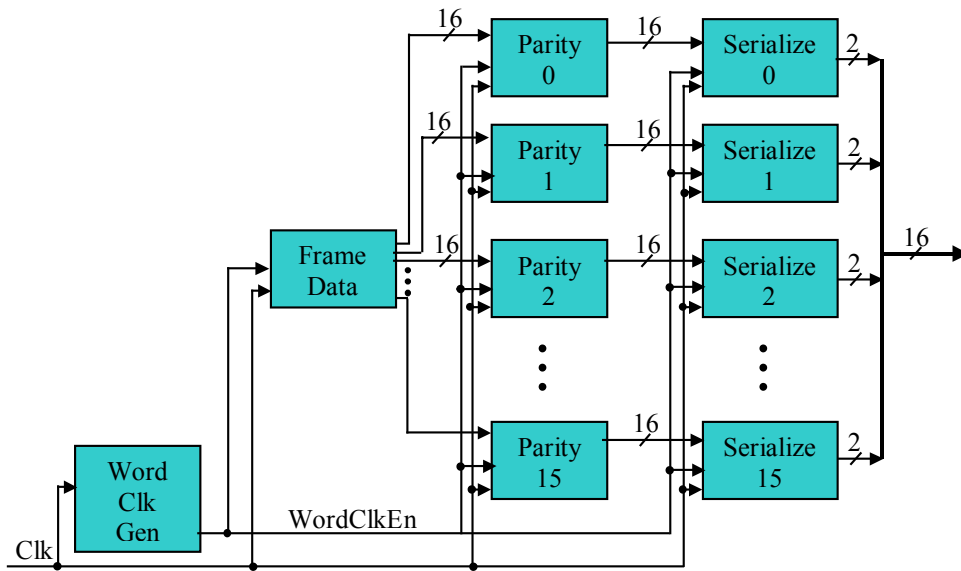 16
Parity
0
16
Serialize
0
2
16
Parity
1
16
Serialize
1
2
Frame
Data
16
Parity
2
16
Serialize
2
2
16
Parity
15
16
Serialize
15
2
Word
Clk
Gen
WordClkEn
Clk